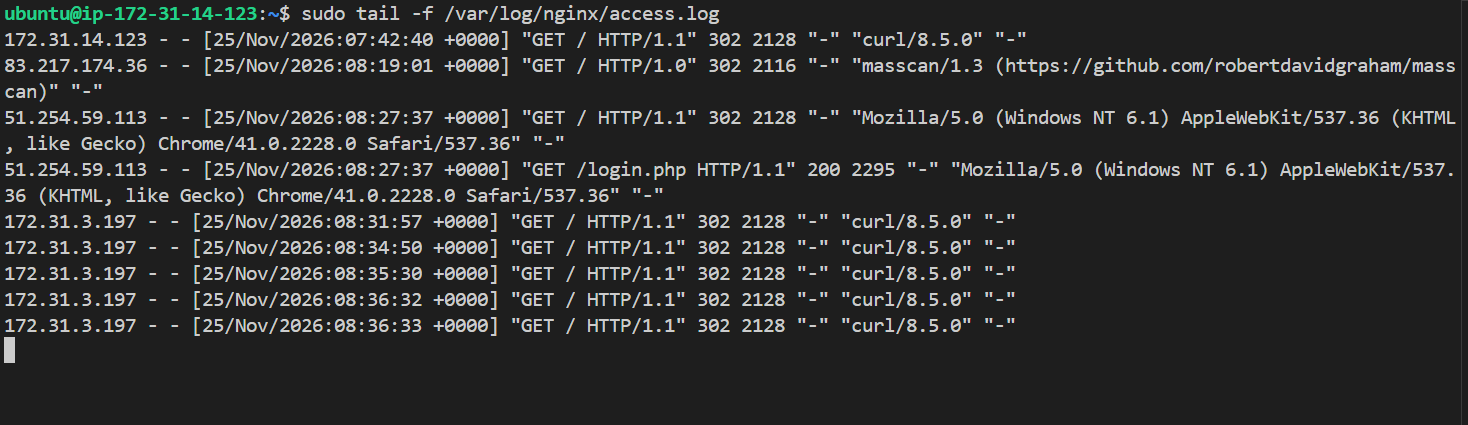 ubuntu@ip-172-31-14-123:~$ sudo tail -f /var/log/nginx/access.log
172.31.14.123 - - [25/Nov/2026:07:42:40 +0000] "GET / HTTP/1.1" 302 2128 "-" "curl/8.5.0" "-"
83.217.174.36 - - [25/Nov/2026:08:19:01 +0000] "GET / HTTP/1.0" 302 2116 "-" "masscan/1.3 (https://github.com/robertdavidgraham/mass
can)" "-"
51.254.59.113 - - [25/Nov/2026:08:27:37 +0000] "GET / HTTP/1.1" 302 2128 "-" "Mozilla/5.0 (Windows NT 6.1) AppleWebKit/537.36 (KHTML
, like Gecko) Chrome/41.0.2228.0 Safari/537.36" "-"
51.254.59.113 - - [25/Nov/2026:08:27:37 +0000] "GET /login.php HTTP/1.1" 200 2295 "-" "Mozilla/5.0 (Windows NT 6.1) AppleWebKit/537.
36 (KHTML, like Gecko) Chrome/41.0.2228.0 Safari/537.36" "-"
172.31.3.197 - - [25/Nov/2026:08:31:57 +0000] "GET / HTTP/1.1" 302 2128 "-" "curl/8.5.0" "-"
172.31.3.197 - - [25/Nov/2026:08:34:50 +0000] "GET / HTTP/1.1" 302 2128 "-" "curl/8.5.0" "-"
172.31.3.197 - - [25/Nov/2026:08:35:30 +0000] "GET / HTTP/1.1" 302 2128 "-" "curl/8.5.0" "-"
172.31.3.197 - - [25/Nov/2026:08:36:32 +0000] "GET / HTTP/1.1" 302 2128 "-" "curl/8.5.0" "-"
172.31.3.197 - - [25/Nov/2026:08:36:33 +0000] "GET / HTTP/1.1" 302 2128 "-" "curl/8.5.0" "-"